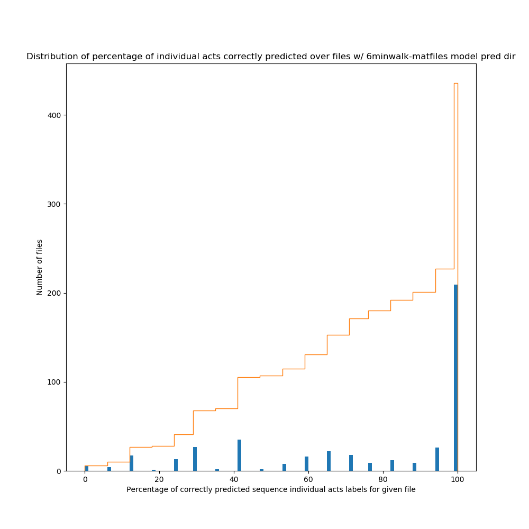 Distribution of percentage of individual acts correctly predicted over files w/ 6minwalk-matfiles model pred dir
400
300
200
100
0
Number of files
0 20 40 60 80 100
Percentage of correctly predicted sequence individual acts labels for given file